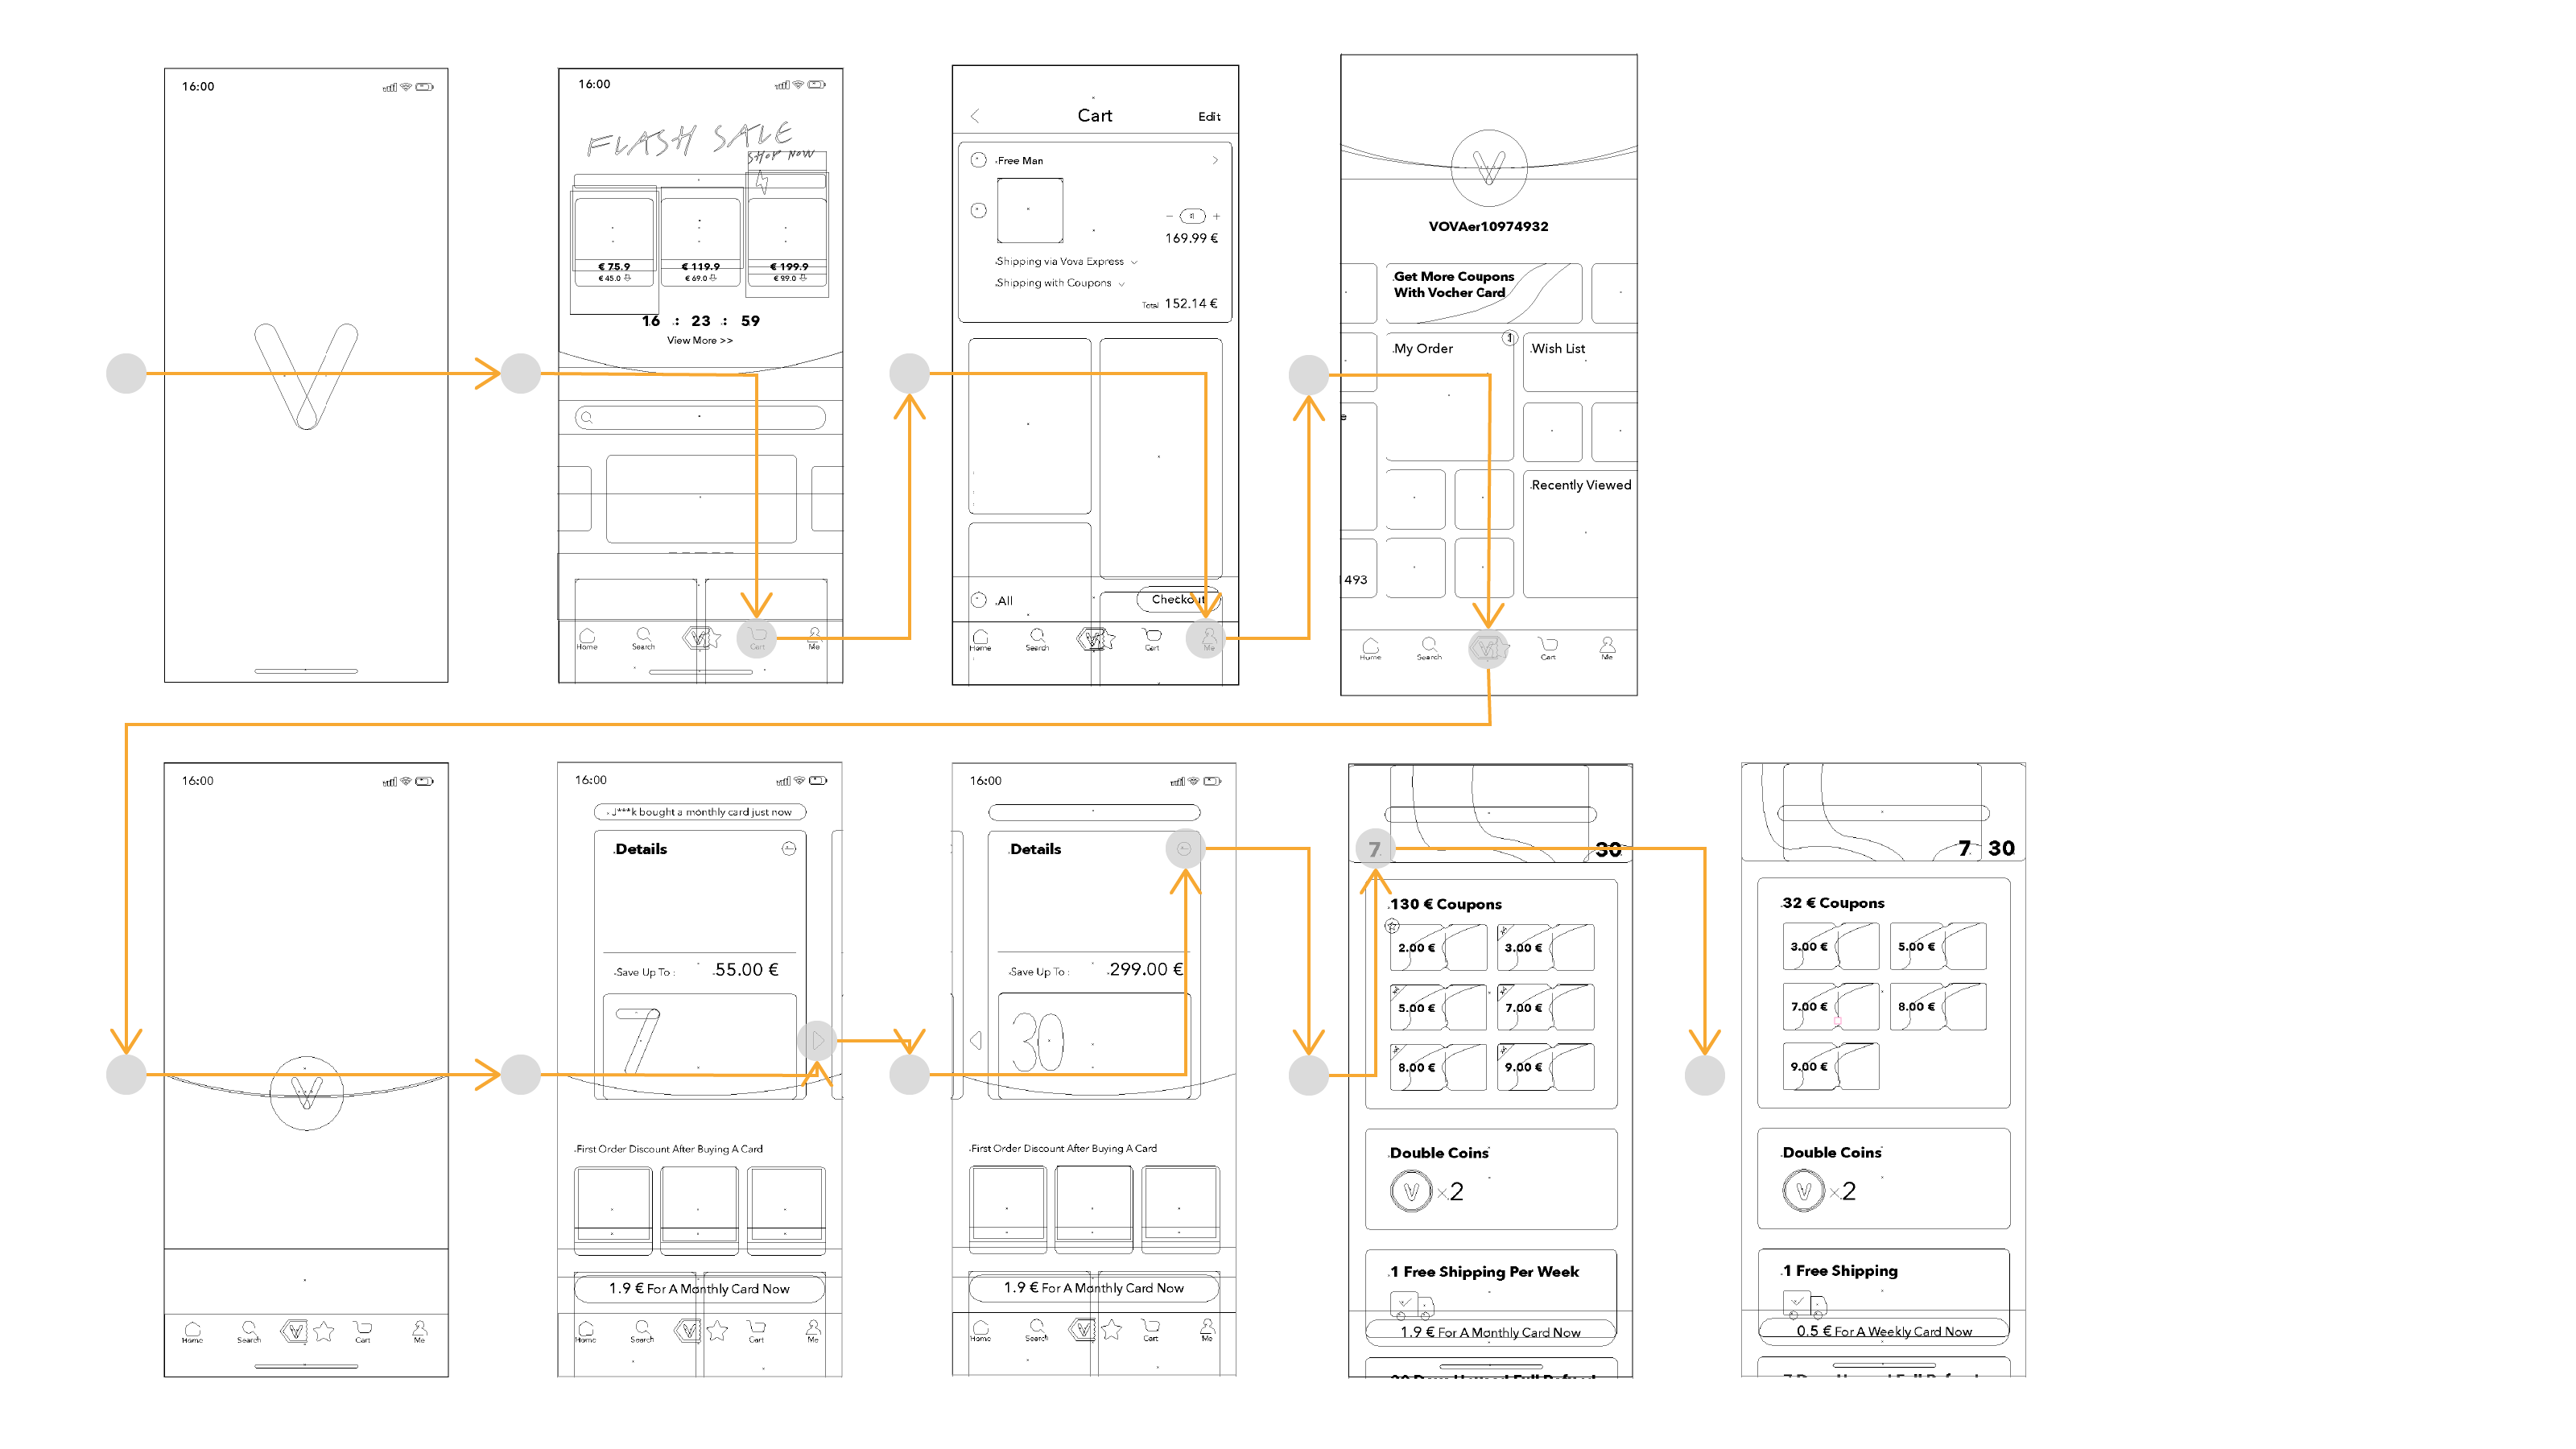 16:00
16:00
FLASH SALE
SHOP NOW
€ 75.9
€ 119.9
€ 199.9
€ 45.0
€ 69.0
€ 99.0
16 : 23 : 59
View More >>
Home
Search
Cart
Me
Cart
Edit
Free Man
169.99 €
Shipping via Vova Express
Shipping with Coupons
Total 152.14 €
All
Checkout
Home
Search
Cart
Me
VOVAer10974932
Get More Coupons
With Vocher Card
My Order
Wish List
Recently Viewed
493
Home
Search
Cart
Me
16:00
Home
Search
Cart
Me
16:00
J***k bought a monthly card just now
Details
Save Up To :
55.00 €
7
First Order Discount After Buying A Card
1.9 € For A Monthly Card Now
Home
Search
Cart
Me
16:00
Details
Save Up To :
299.00 €
30
First Order Discount After Buying A Card
1.9 € For A Monthly Card Now
Home
Search
Cart
Me
7
30
130 € Coupons
2.00 €
3.00 €
5.00 €
7.00 €
8.00 €
9.00 €
Double Coins
×2
1 Free Shipping Per Week
1.9 € For A Monthly Card Now
7 30
32 € Coupons
3.00 €
5.00 €
7.00 €
8.00 €
9.00 €
Double Coins
×2
1 Free Shipping
0.5 € For A Weekly Card Now